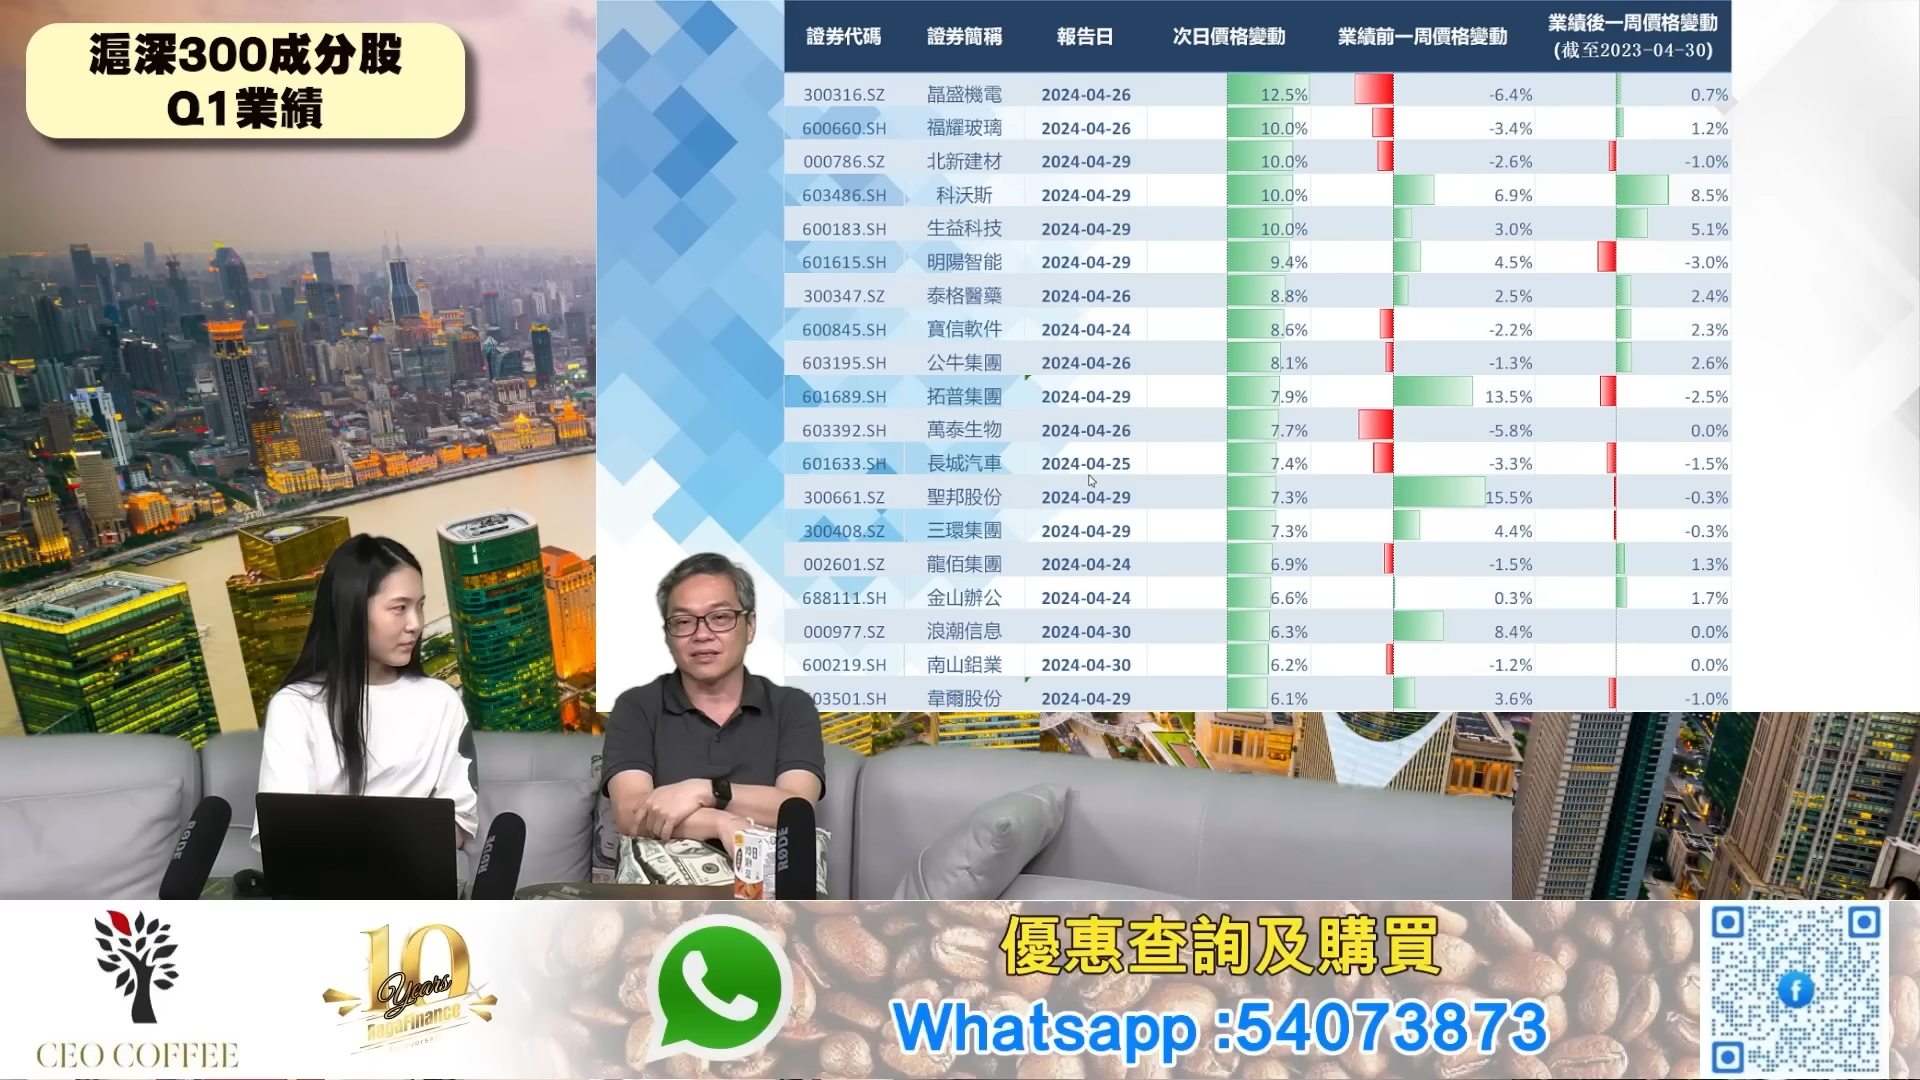 滬深300成分股
Q1業績
證券代碼 證券簡稱 報告日 次日價格變動 業績前一周價格變動 業績後一周價格變動
(截至2023-04-30)
300316.SZ 晶盛機電 2024-04-26 12.5% -6.4% 0.7%
600660.SH 福耀玻璃 2024-04-26 10.0% -3.4% 1.2%
000786.SZ 北新建材 2024-04-29 10.0% -2.6% -1.0%
603486.SH 科沃斯 2024-04-29 10.0% 6.9% 8.5%
600183.SH 生益科技 2024-04-29 10.0% 3.0% 5.1%
601615.SH 明陽智能 2024-04-29 9.4% 4.5% -3.0%
300347.SZ 泰格醫藥 2024-04-26 8.8% 2.5% 2.4%
600845.SH 寶信軟件 2024-04-24 8.6% -2.2% 2.3%
603195.SH 公牛集團 2024-04-26 8.1% -1.3% 2.6%
601689.SH 拓普集團 2024-04-29 7.9% 13.5% -2.5%
603392.SH 萬泰生物 2024-04-26 7.7% -5.8% 0.0%
601633.SH 長城汽車 2024-04-25 7.4% -3.3% -1.5%
300661.SZ 聖邦股份 2024-04-29 7.3% 15.5% -0.3%
300408.SZ 三環集團 2024-04-29 7.3% 4.4% -0.3%
002601.SZ 龍佰集團 2024-04-24 6.9% -1.5% 1.3%
688111.SH 金山辦公 2024-04-24 6.6% 0.3% 1.7%
000977.SZ 浪潮信息 2024-04-30 6.3% 8.4% 0.0%
600219.SH 南山鋁業 2024-04-30 6.2% -1.2% 0.0%
03501.SH 韋爾股份 2024-04-29 6.1% 3.6% -1.0%
RØDE
RØDE
RØDE
CEO COFFEE
10
Years
RagaFinance
Anniversary
優惠查詢及購買
Whatsapp :54073873